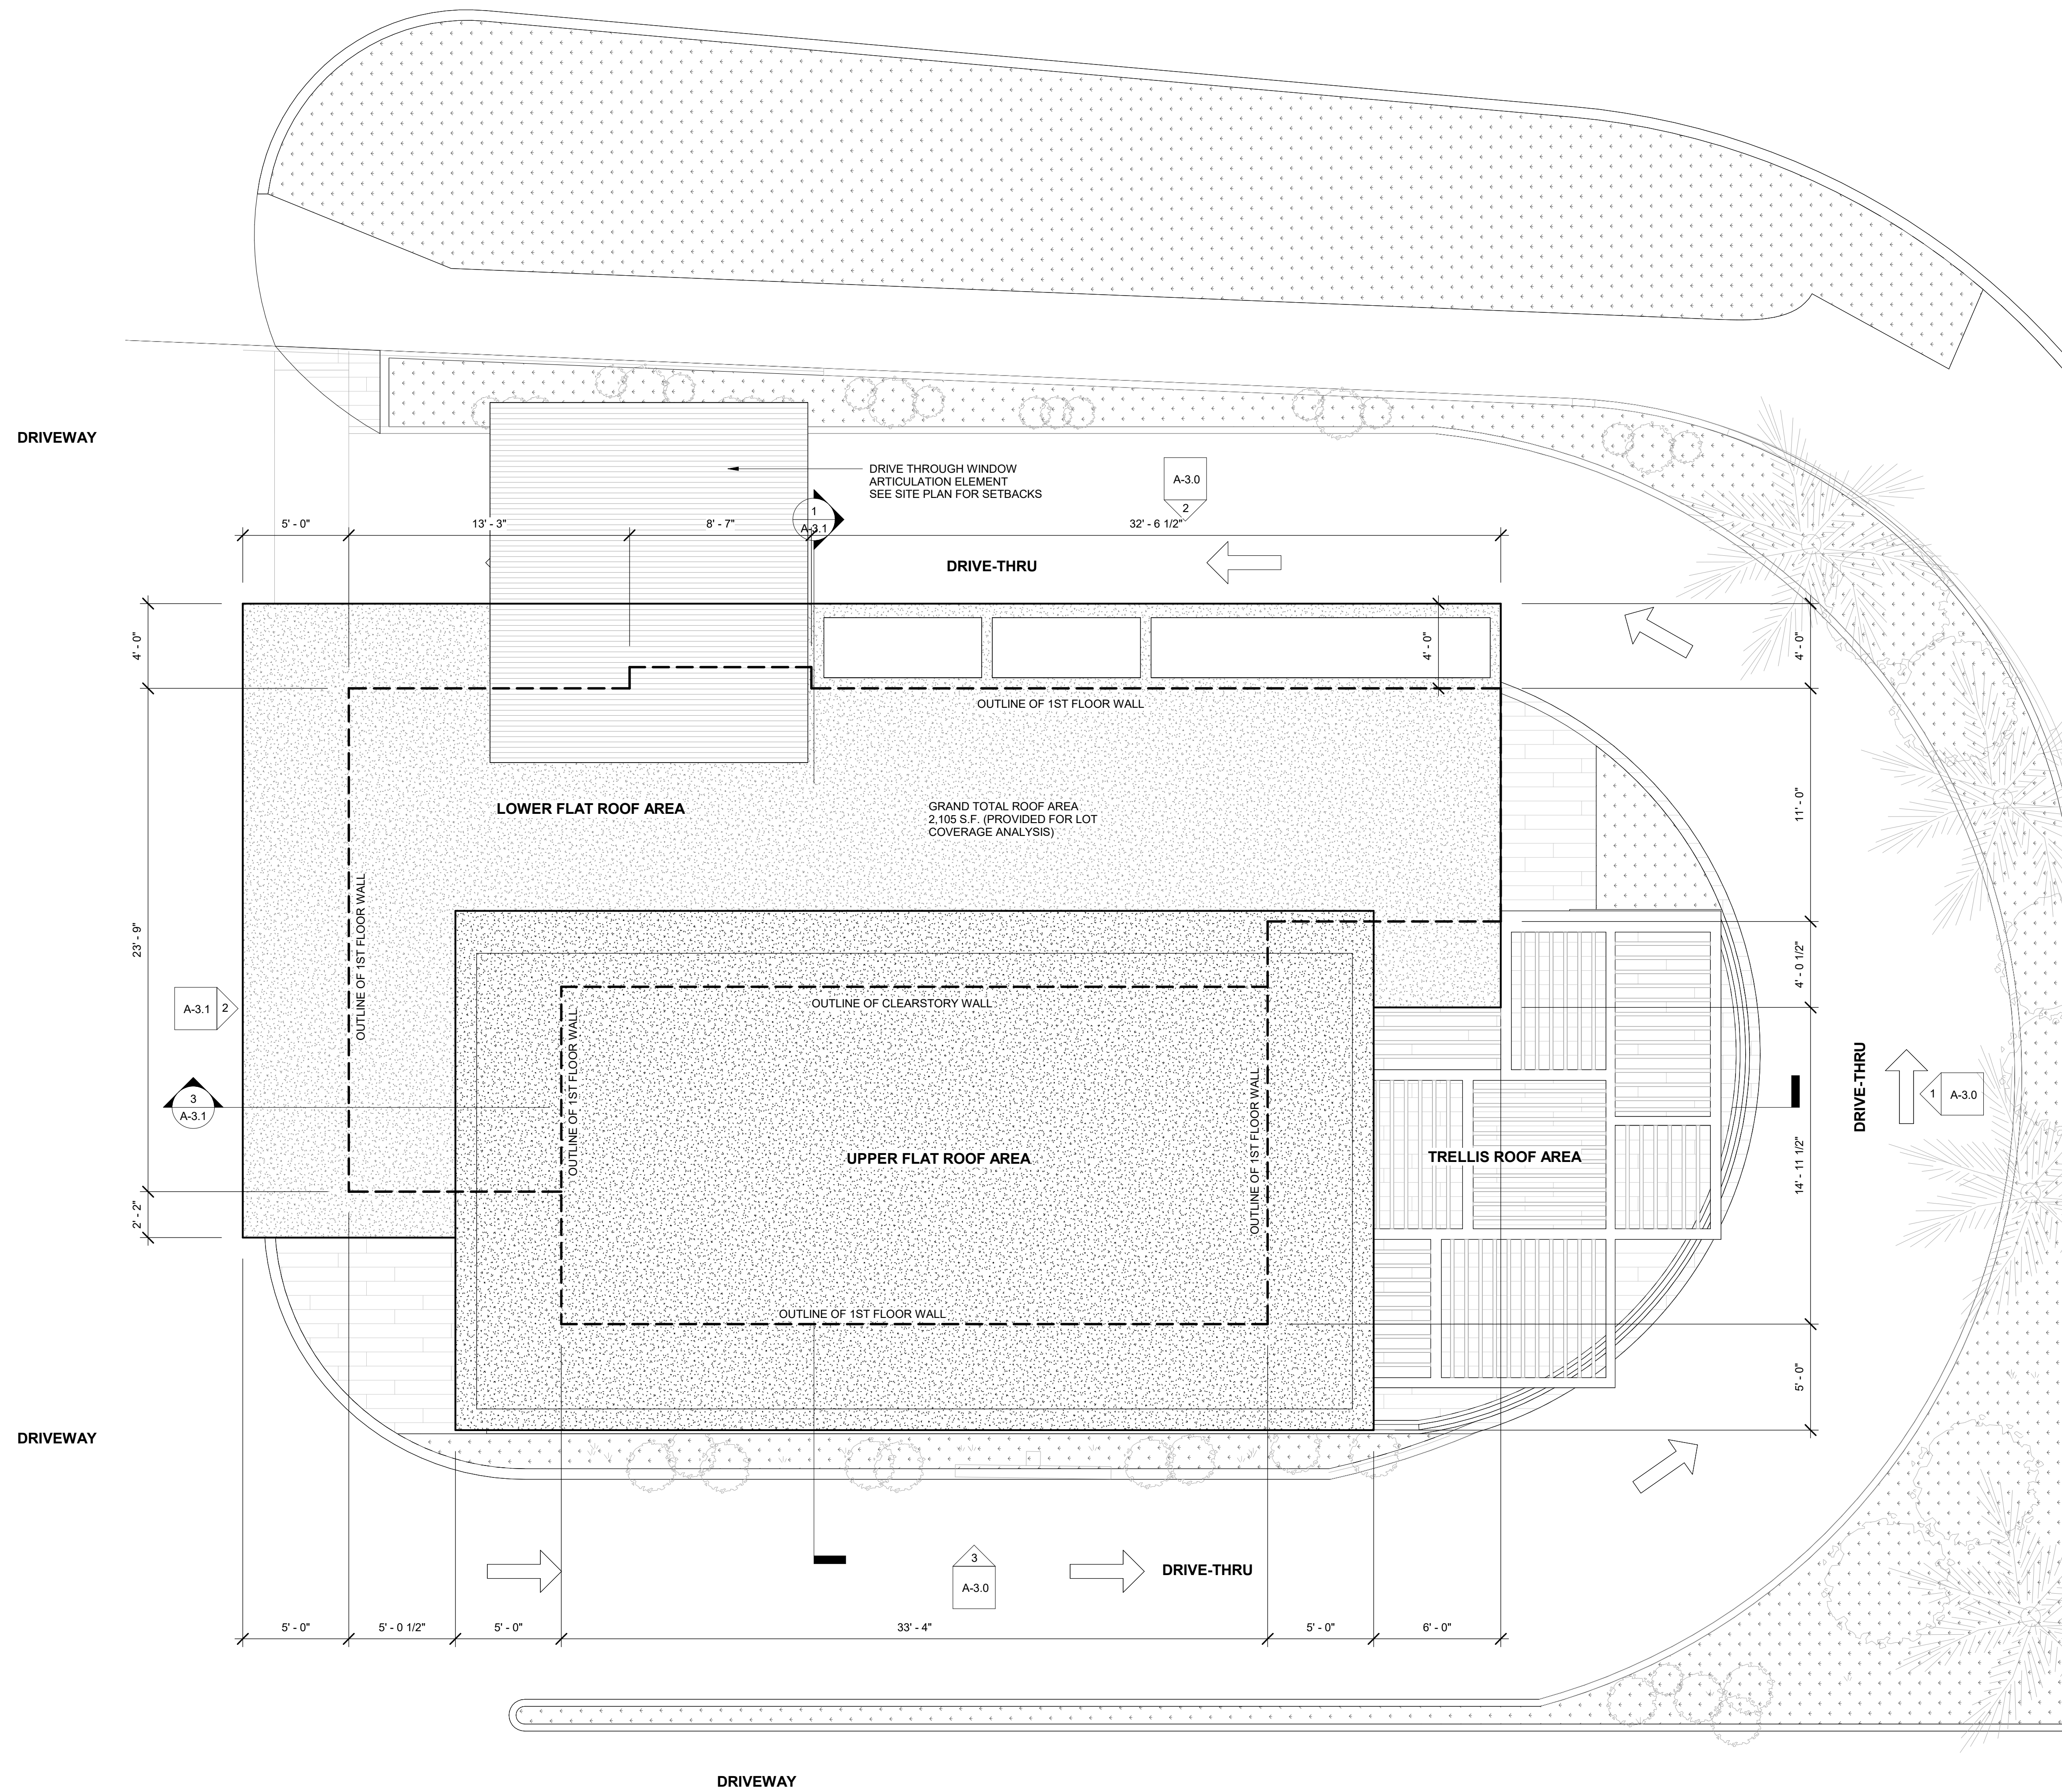 DRIVEWAY
DRIVE THROUGH WINDOW
ARTICULATION ELEMENT
SEE SITE PLAN FOR SETBACKS
A-3.0
2
1
A-3.1
5' - 0"
13' - 3"
8' - 7"
32' - 6 1/2"
DRIVE-THRU
4' - 0"
4' - 0"
4' - 0"
OUTLINE OF 1ST FLOOR WALL
LOWER FLAT ROOF AREA
GRAND TOTAL ROOF AREA
2,105 S.F. (PROVIDED FOR LOT
COVERAGE ANALYSIS)
11' - 0"
23' - 9"
OUTLINE OF 1ST FLOOR WALL
4' - 0 1/2"
A-3.1
2
OUTLINE OF CLEARSTORY WALL
OUTLINE OF 1ST FLOOR WALL
OUTLINE OF 1ST FLOOR WALL
3
A-3.1
DRIVE-THRU
1
A-3.0
UPPER FLAT ROOF AREA
TRELLIS ROOF AREA
14' - 11 1/2"
2' - 2"
OUTLINE OF 1ST FLOOR WALL
5' - 0"
DRIVEWAY
3
A-3.0
DRIVE-THRU
5' - 0"
5' - 0 1/2"
5' - 0"
33' - 4"
5' - 0"
6' - 0"
DRIVEWAY